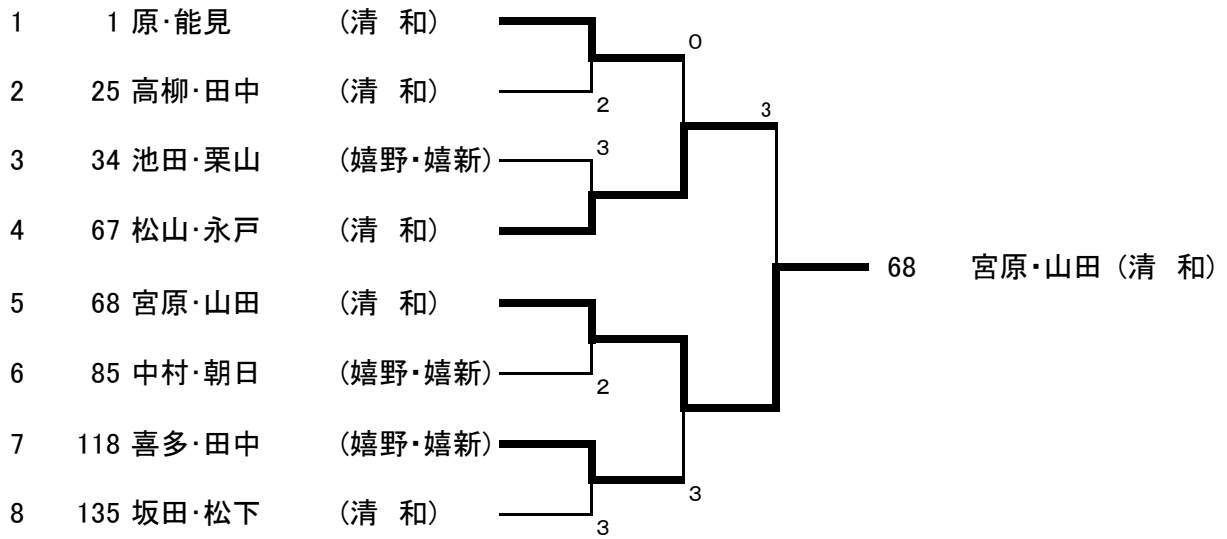 1 1 原・能見 (清 和)
0
2 25 高柳・田中 (清 和)
2
3
3 34 池田・栗山 (嬉野・嬉新)
3
4 67 松山・永戸 (清 和)
68 宮原・山田 (清 和)
5 68 宮原・山田 (清 和)
6 85 中村・朝日 (嬉野・嬉新)
2
7 118 喜多・田中 (嬉野・嬉新)
3
8 135 坂田・松下 (清 和)
3